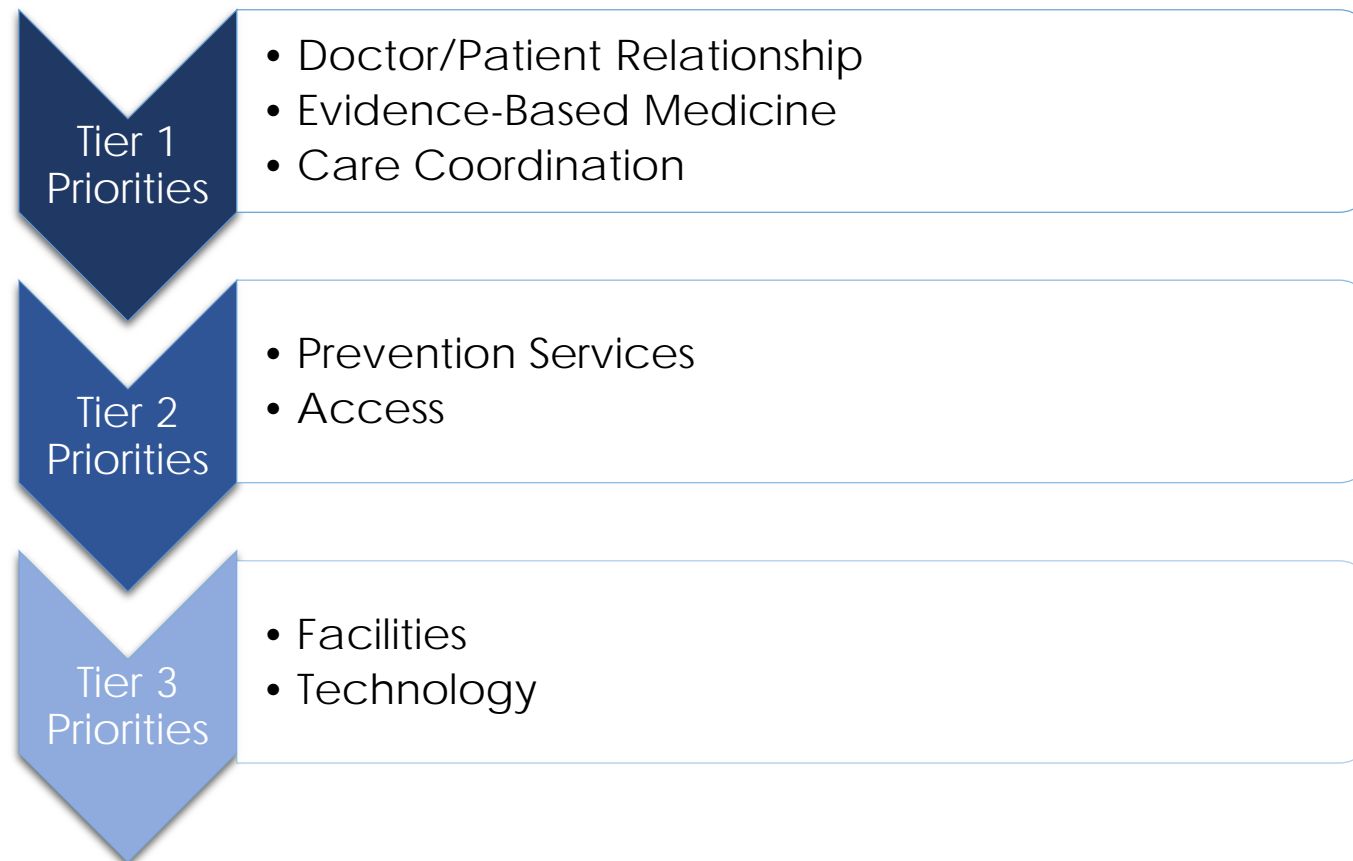 Tier 1
Priorities
• Doctor/Patient Relationship
• Evidence-Based Medicine
• Care Coordination
Tier 2
Priorities
• Prevention Services
• Access
Tier 3
Priorities
• Facilities
• Technology